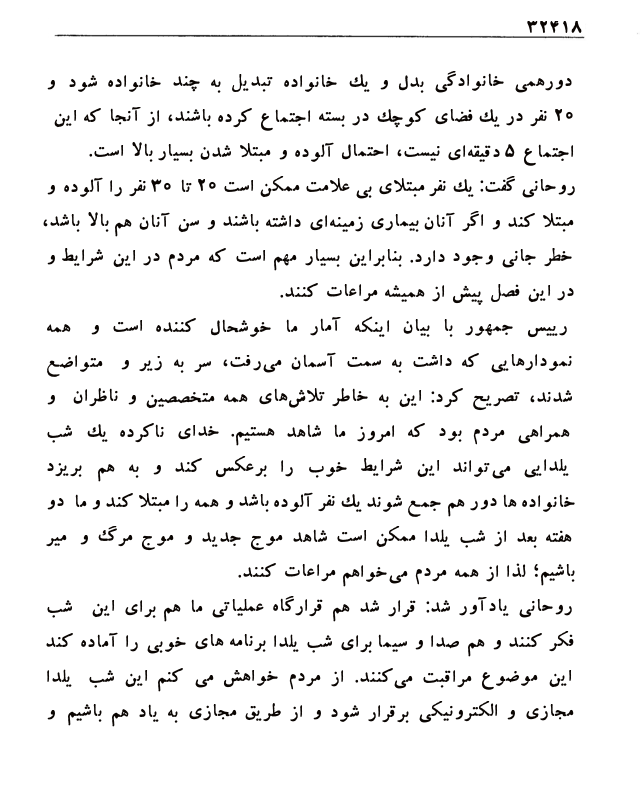 ۳۲۴۱۸
دورهمی خانوادگی بدل و یك خانواده تبدیل به چند خانواده شود و
۲۰ نفر در یك فضای کوچك در بسته اجتماع کرده باشند، از آنجا که این
اجتماع ۵ دقیقه‌ای نیست، احتمال آلوده و مبتلا شدن بسیار بالا است.
روحانی گفت: یك نفر مبتلای بی علامت ممکن است ۲۰ تا ۳۰ نفر را آلوده و
مبتلا کند و اگر آنان بیماری زمینه‌ای داشته باشند و سن آنان هم بالا باشد،
خطر جانی وجود دارد. بنابراین بسیار مهم است که مردم در این شرایط و
در این فصل پیش از همیشه مراعات کنند.
رییس جمهور با بیان اینکه آمار ما خوشحال کننده است و همه
نمودارهایی که داشت به سمت آسمان می‌رفت، سر به زیر و متواضع
شدند، تصریح کرد: این به خاطر تلاش‌های همه متخصصین و ناظران و
همراهی مردم بود که امروز ما شاهد هستیم. خدای ناکرده یك شب
یلدایی می‌تواند این شرایط خوب را برعکس کند و به هم بریزد
خانواده ها دور هم جمع شوند یك نفر آلوده باشد و همه را مبتلا کند و ما دو
هفته بعد از شب یلدا ممکن است شاهد موج جدید و موج مرگ و میر
باشیم؛ لذا از همه مردم می‌خواهم مراعات کنند.
روحانی یادآور شد: قرار شد هم قرارگاه عملیاتی ما هم برای این شب
فکر کنند و هم صدا و سیما برای شب یلدا برنامه های خوبی را آماده کند
این موضوع مراقبت می‌کنند. از مردم خواهش می کنم این شب یلدا
مجازی و الکترونیکی برقرار شود و از طریق مجازی به یاد هم باشیم و